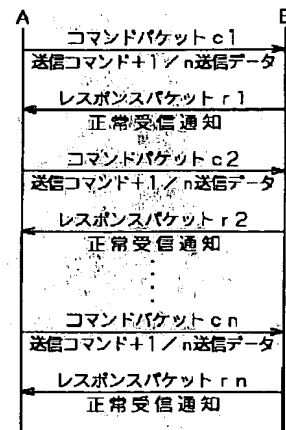 A
B
コマンドパケットc1
送信コマンド+1/n送信データ
レスポンスパケットr1
正常受信通知
コマンドパケットc2
送信コマンド+1/n送信データ
レスポンスパケットr2
正常受信通知
コマンドパケットcn
送信コマンド+1/n送信データ
レスポンスパケットrn
正常受信通知